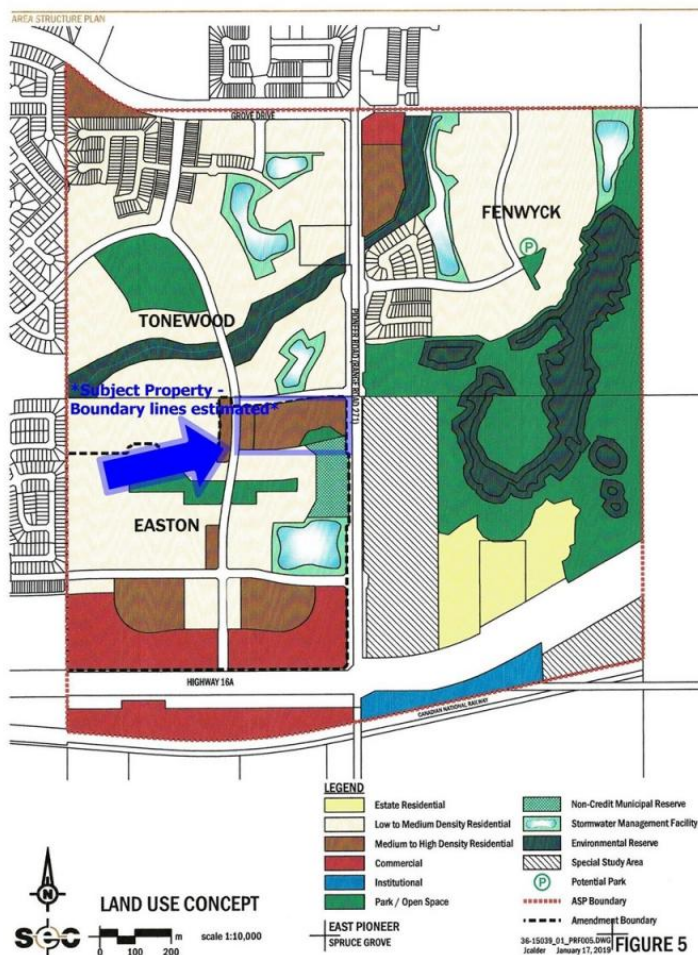 AREA STRUCTURE PLAN
GROVE DRIVE
FENWYCK
P
TONEWOOD
PIONEER ROAD (RANGE ROAD 271)
*Subject Property -
Boundary lines estimated*
EASTON
HIGHWAY 16A
CANADIAN NATIONAL RAILWAY
LEGEND
Estate Residential
Low to Medium Density Residential
Medium to High Density Residential
Commercial
Institutional
Park / Open Space
Non-Credit Municipal Reserve
Stormwater Management Facility
Environmental Reserve
Special Study Area
P Potential Park
ASP Boundary
Amendment Boundary
N
LAND USE CONCEPT
m scale 1:10,000
0 100 200
EAST PIONEER
SPRUCE GROVE
36-15039_01_PRF005.DWG
Jcalder January 17, 2019
FIGURE 5